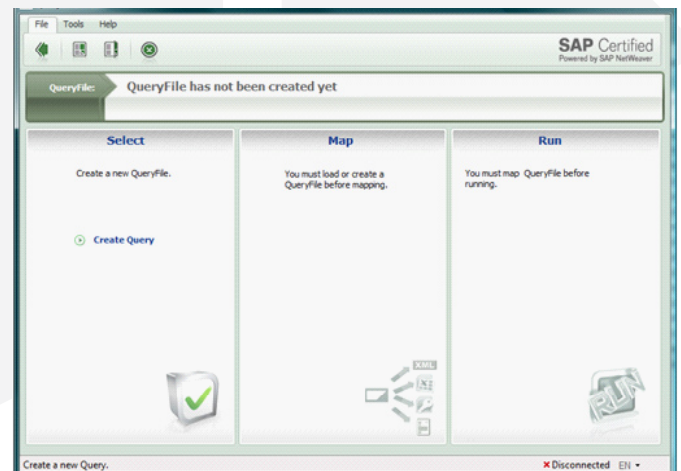 File Tools Help
SAP Certified
Powered by SAP NetWeaver
QueryFile: QueryFile has not been created yet
Select
Create a new QueryFile.
Create Query
Map
You must load or create a
QueryFile before mapping.
XML
Run
You must map QueryFile before
running.
RUN
Create a new Query.
Disconnected EN